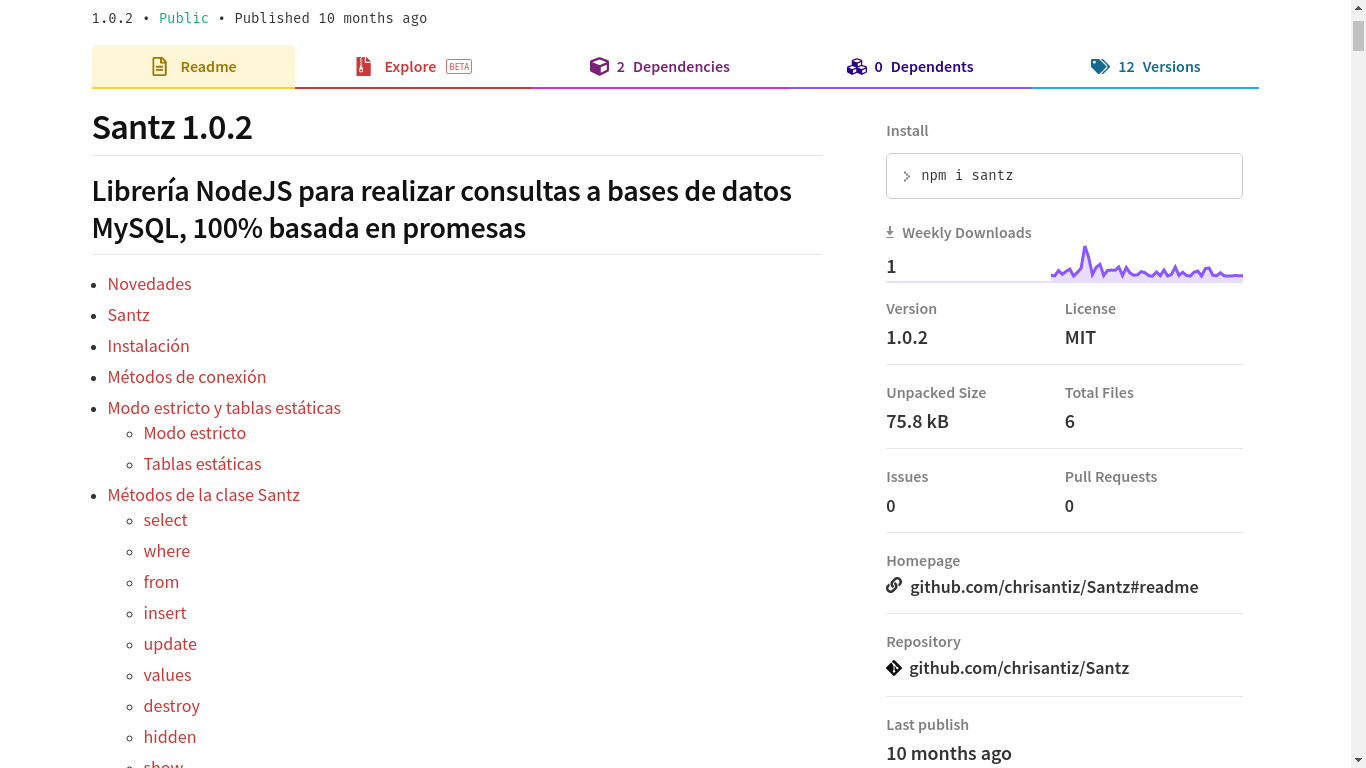 1.0.2 • Public • Published 10 months ago
Readme
Explore BETA
2 Dependencies
0 Dependents
12 Versions
Santz 1.0.2
Librería NodeJS para realizar consultas a bases de datos
MySQL, 100% basada en promesas
Novedades
Santz
Instalación
Métodos de conexión
Modo estricto y tablas estáticas
Modo estricto
Tablas estáticas
Métodos de la clase Santz
select
where
from
insert
update
values
destroy
hidden
show
Install
npm i santz
Weekly Downloads
1
Version
License
1.0.2
MIT
Unpacked Size
Total Files
75.8 kB
6
Issues
Pull Requests
0
0
Homepage
github.com/chrisantiz/Santz#readme
Repository
github.com/chrisantiz/Santz
Last publish
10 months ago